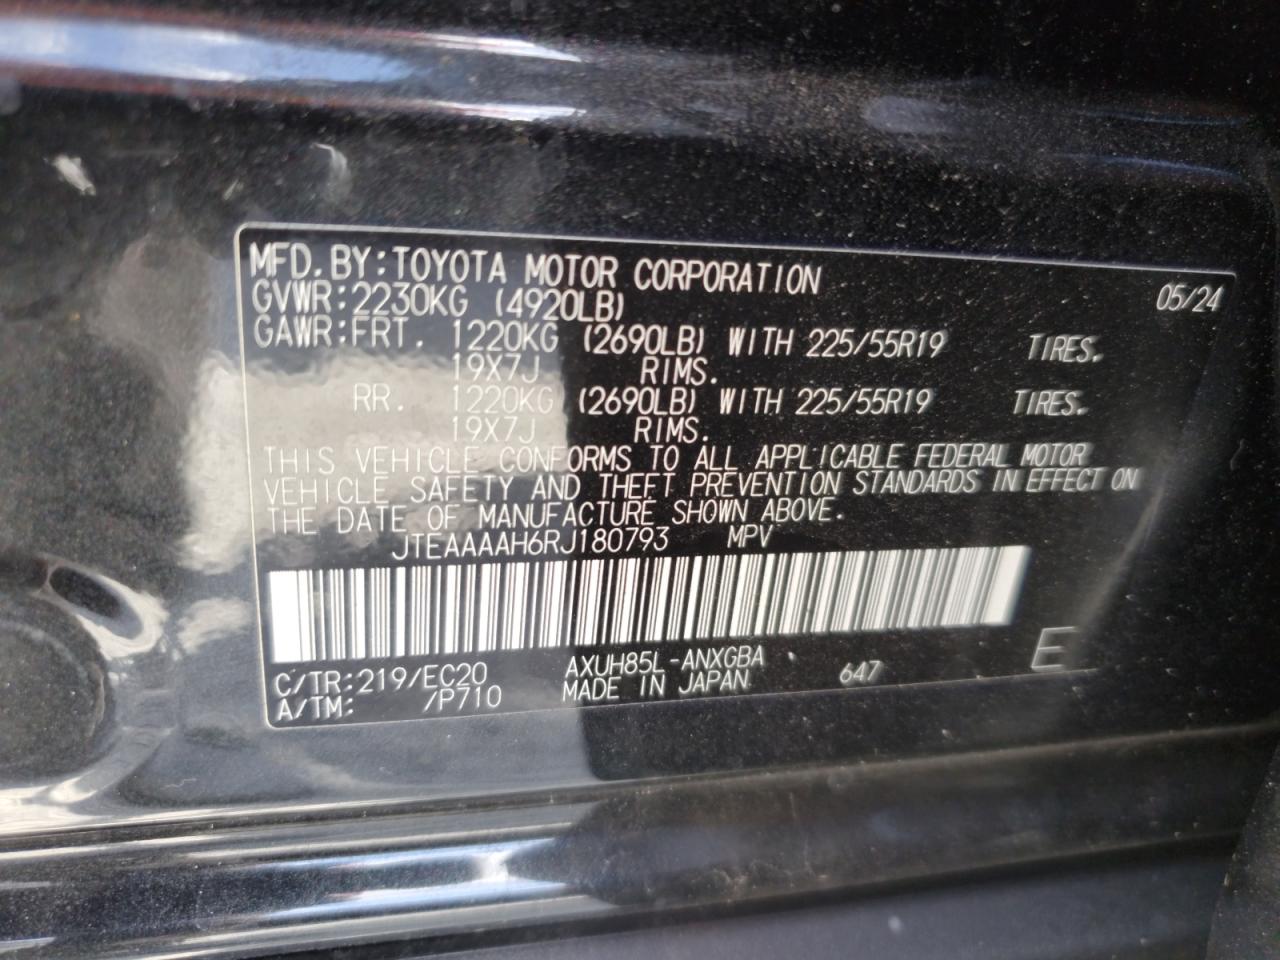 MFD. BY:TOYOTA MOTOR CORPORATION 05/24
GVWR:2230KG (4920LB)
GAWR:FRT. 1220KG (2690LB) WITH 225/55R19 TIRES.
19X7J RIMS.
RR. 1220KG (2690LB) WITH 225/55R19 TIRES.
19X7J RIMS.
THIS VEHICLE CONFORMS TO ALL APPLICABLE FEDERAL MOTOR
VEHICLE SAFETY AND THEFT PREVENTION STANDARDS IN EFFECT ON
THE DATE OF MANUFACTURE SHOWN ABOVE.
JTEAAAAH6RJ180793 MPV
C/TR:219/EC20 AXUH85L-ANXGBA 647 E
A/TM: /P710 MADE IN JAPAN